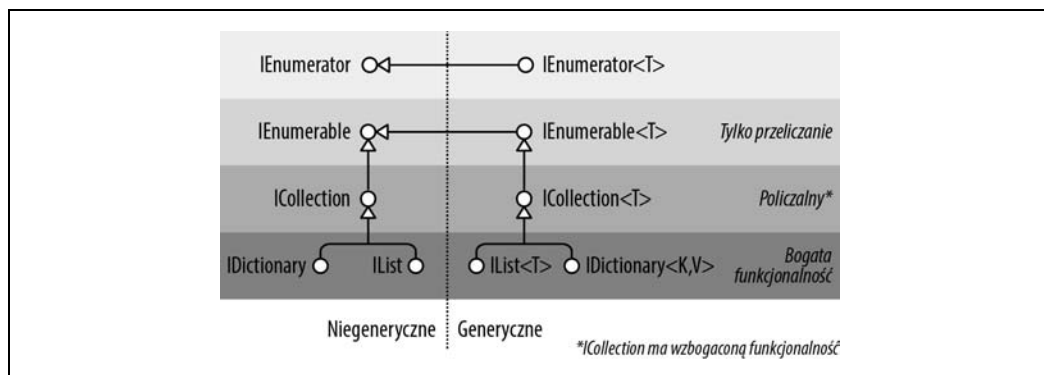 IEnumerator IEnumerator<T>
IEnumerable IEnumerable<T> Tylko przeliczanie
ICollection ICollection<T> Policzalny*
IDictionary IList IList<T> IDictionary<K,V> Bogata
funkcjonalność
Niegeneryczne Generyczne
*ICollection ma wzbogaconą funkcjonalność